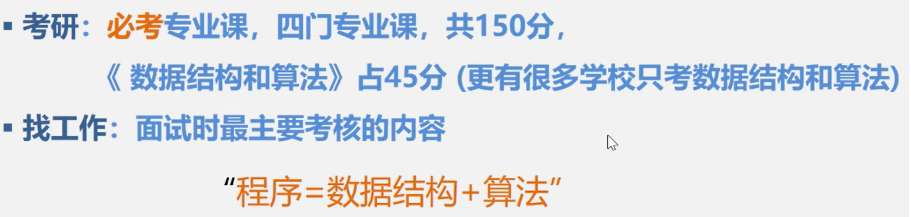 ▪ 考研：必考专业课，四门专业课，共150分，
《 数据结构和算法》占45分 (更有很多学校只考数据结构和算法)
▪ 找工作：面试时最主要考核的内容
“程序=数据结构+算法”